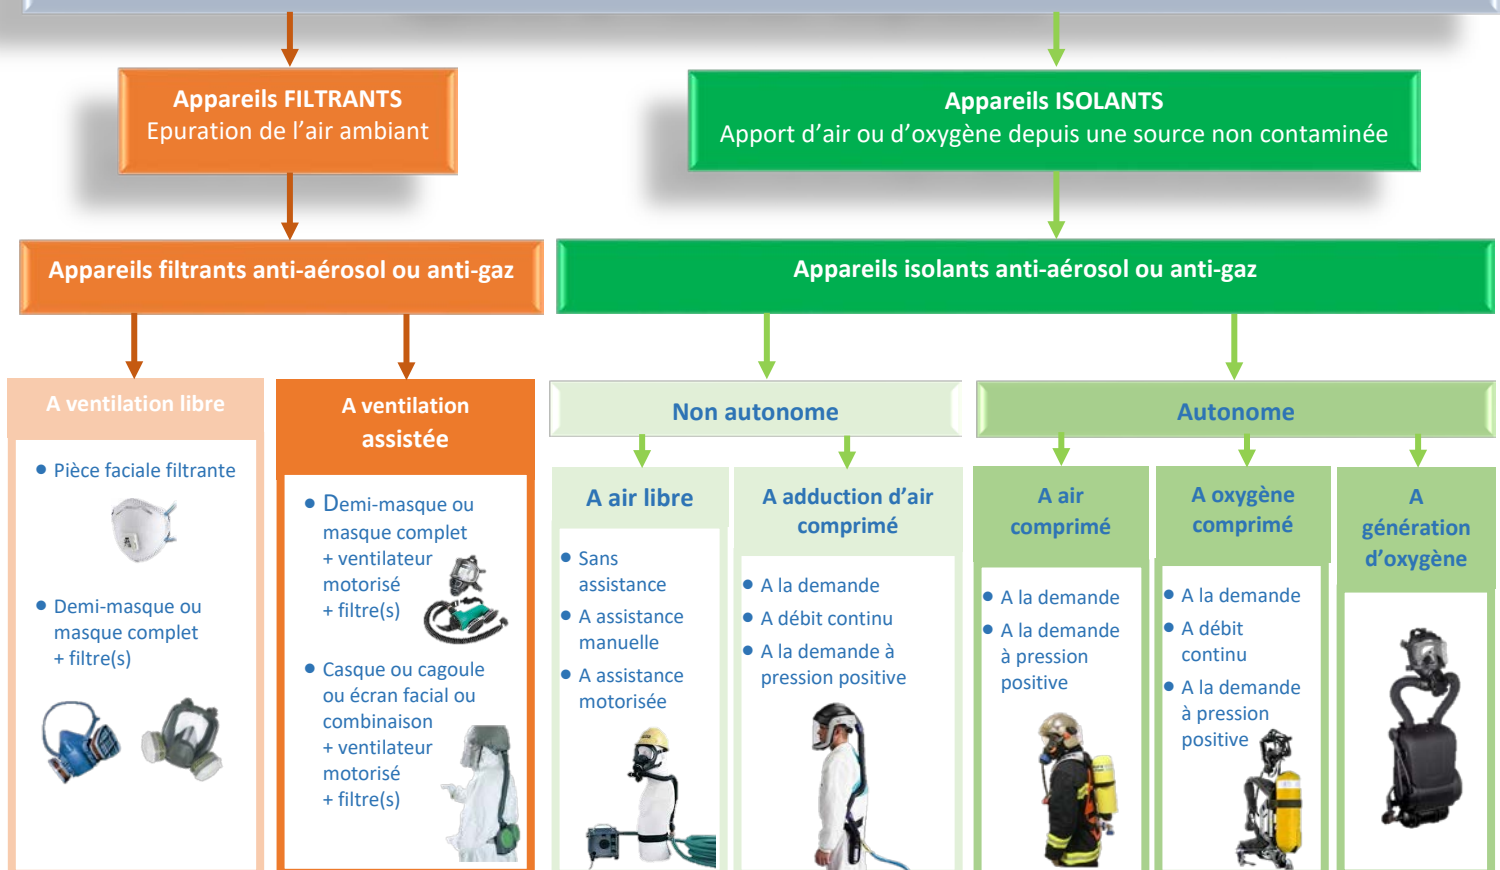 Appareils FILTRANTS
Epuration de l’air ambiant
Appareils ISOLANTS
Apport d’air ou d’oxygène depuis une source non contaminée
Appareils filtrants anti-aérosol ou anti-gaz
Appareils isolants anti-aérosol ou anti-gaz
A ventilation libre
• Pièce faciale filtrante
• Demi-masque ou
masque complet
+ filtre(s)
A ventilation
assistée
• Demi-masque ou
masque complet
+ ventilateur
motorisé
+ filtre(s)
• Casque ou cagoule
ou écran facial ou
combinaison
+ ventilateur
motorisé
+ filtre(s)
Non autonome
A air libre
• Sans
assistance
• A assistance
manuelle
• A assistance
motorisée
A adduction d’air
comprimé
• A la demande
• A débit continu
• A la demande à
pression positive
Autonome
A air
comprimé
• A la demande
• A la demande
à pression
positive
A oxygène
comprimé
• A la demande
• A débit
continu
• A la demande
à pression
positive
A
génération
d’oxygène